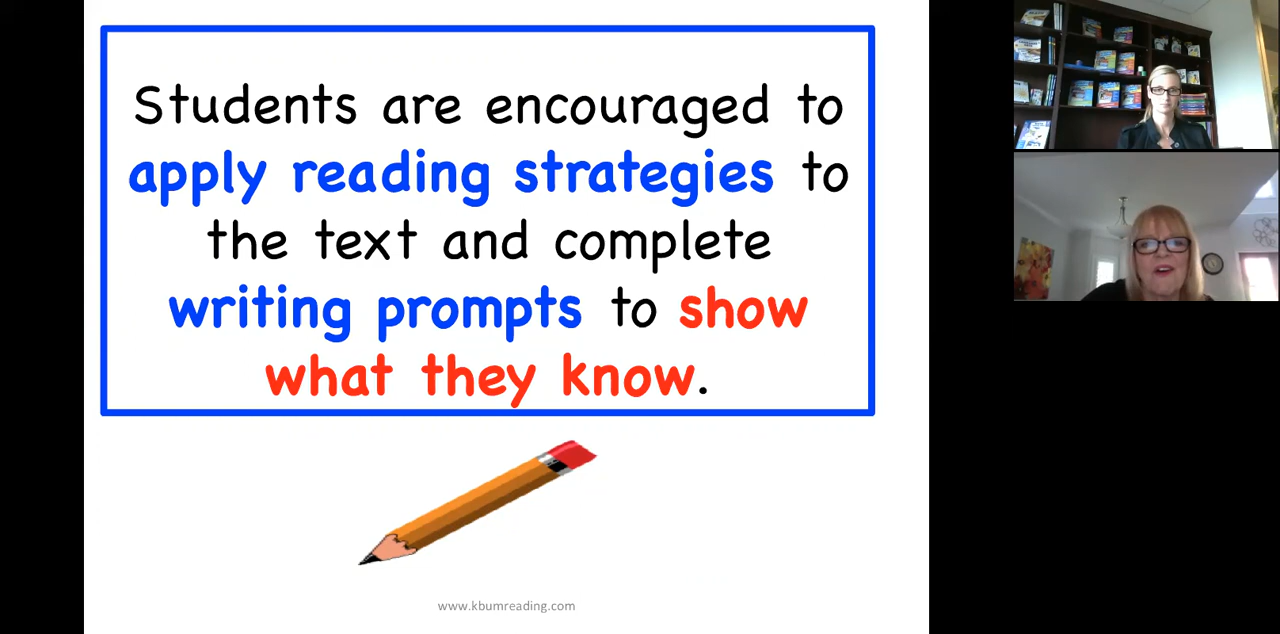 Students are encouraged to
apply reading strategies to
the text and complete
writing prompts to show
what they know.
www.kbumreading.com